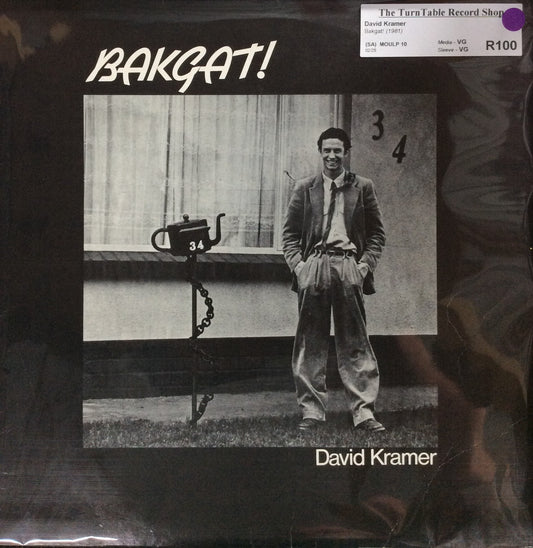 The TurnTable Record Shop
David Kramer
Bakgat! (1981)
(SA) MOULP 10
Media - VG
Sleeve - VG
R100
BAKGAT!
3
4
34
David Kramer